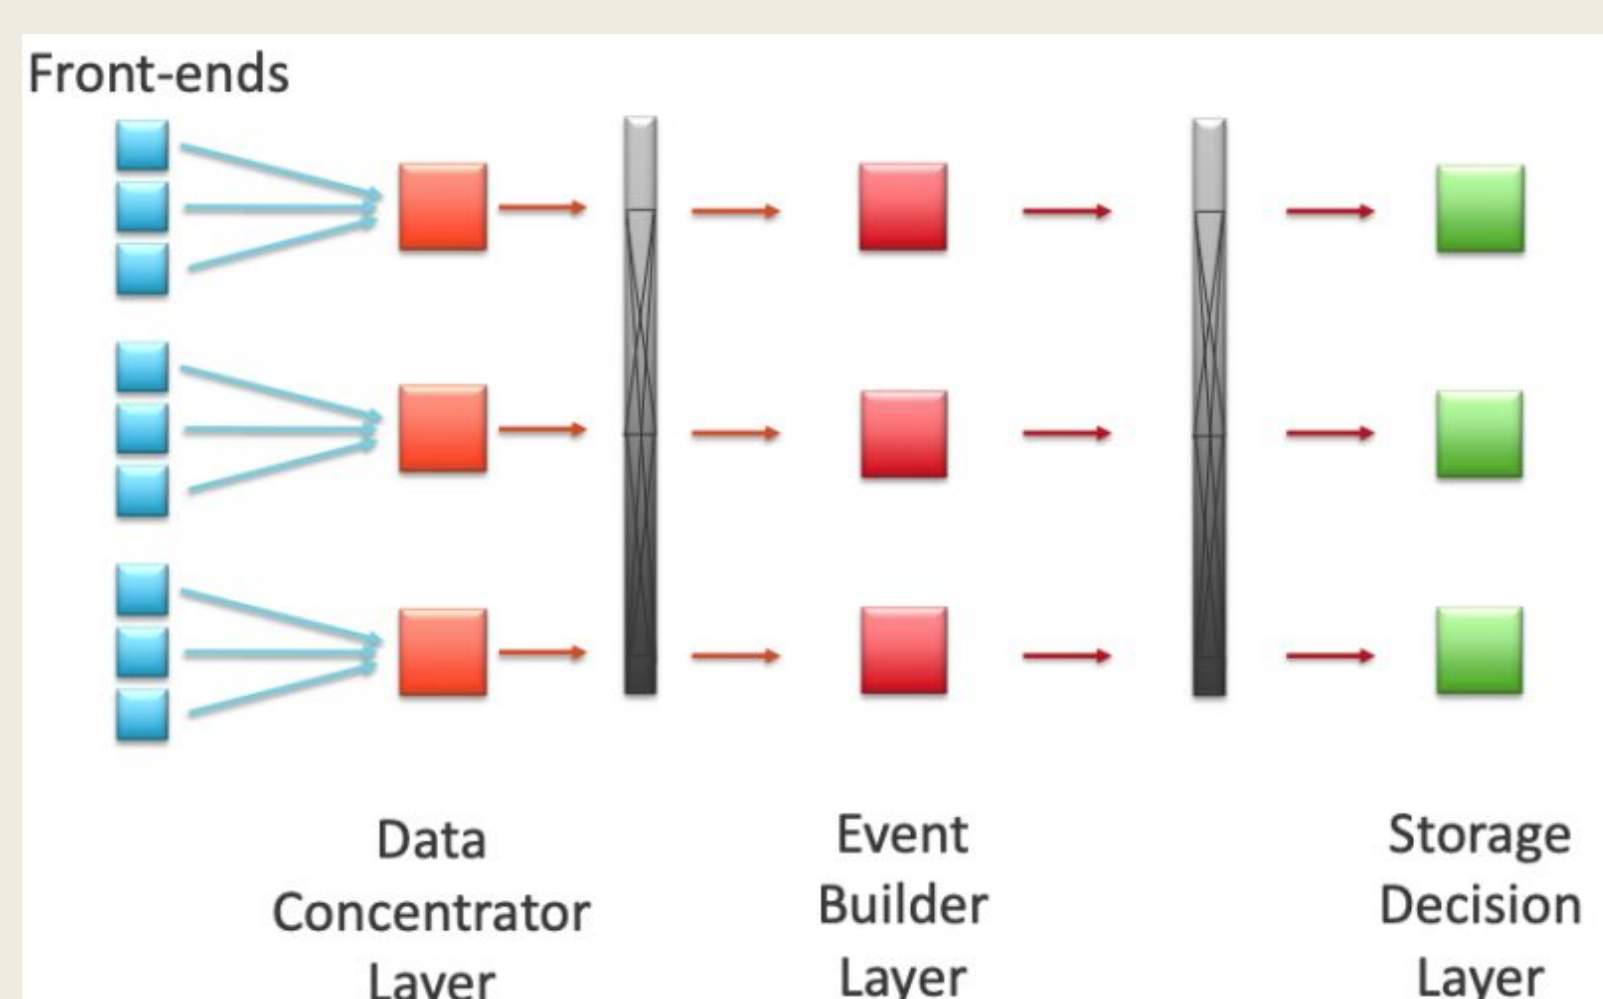 Front-ends
Data
Concentrator
Layer
Event
Builder
Layer
Storage
Decision
Layer